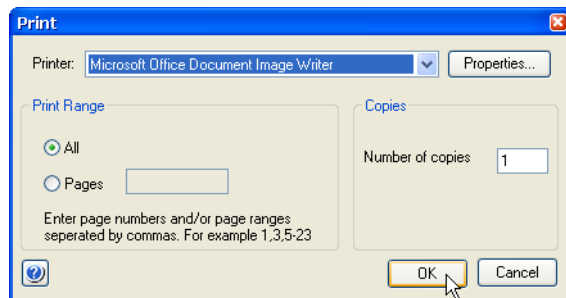 Print
Printer: Microsoft Office Document Image Writer Properties...
Print Range
All
Pages
Enter page numbers and/or page ranges
seperated by commas. For example 1,3,5-23
Copies
Number of copies 1
? OK Cancel